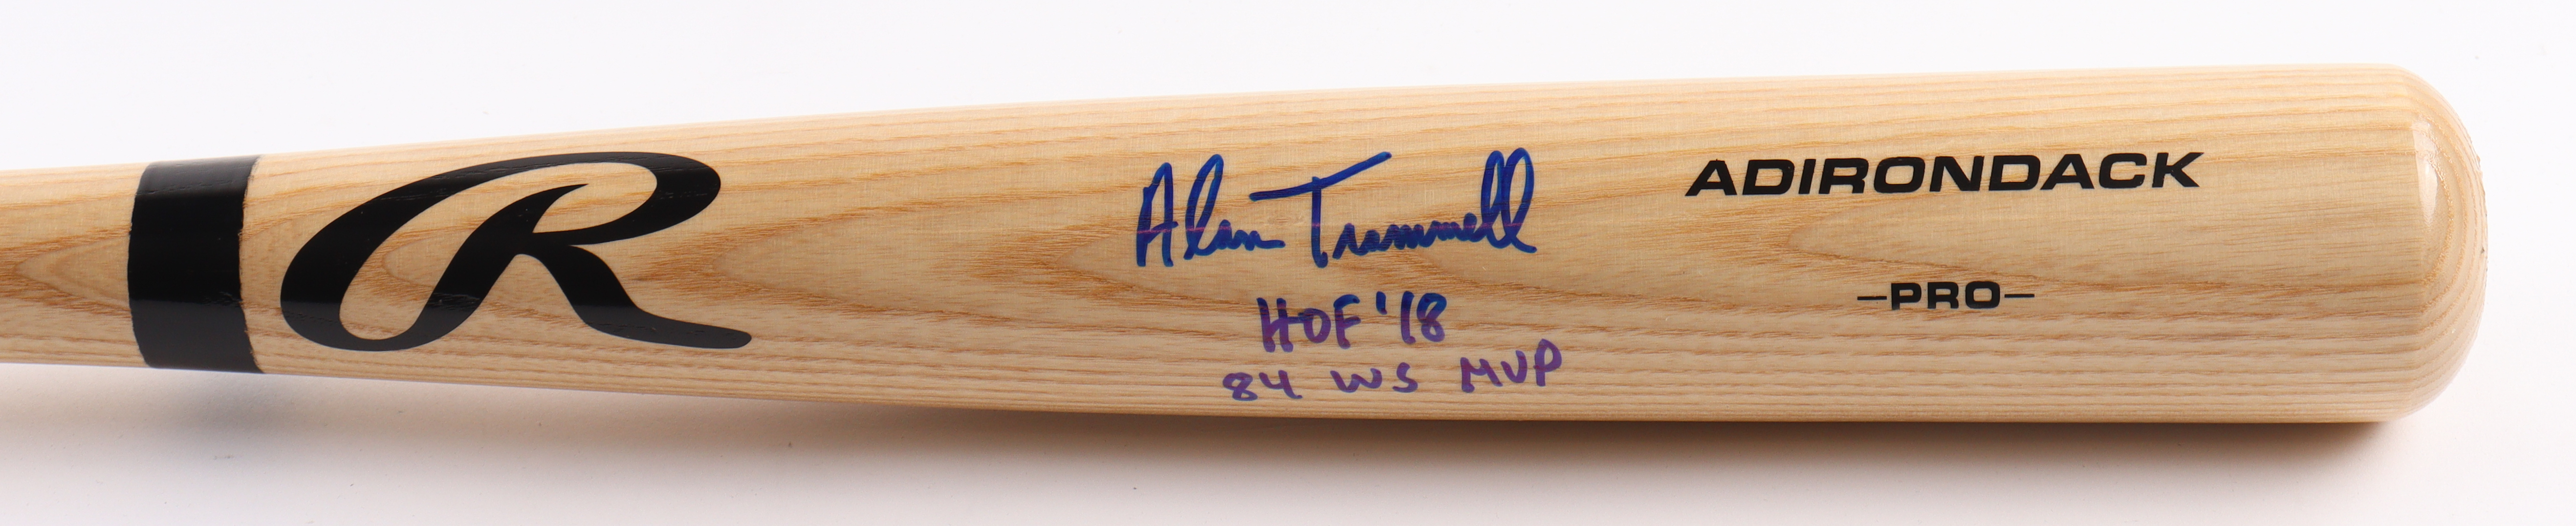 R
Alan Trammell
HOF '18
84 WS MVP
ADIRONDACK
-PRO-